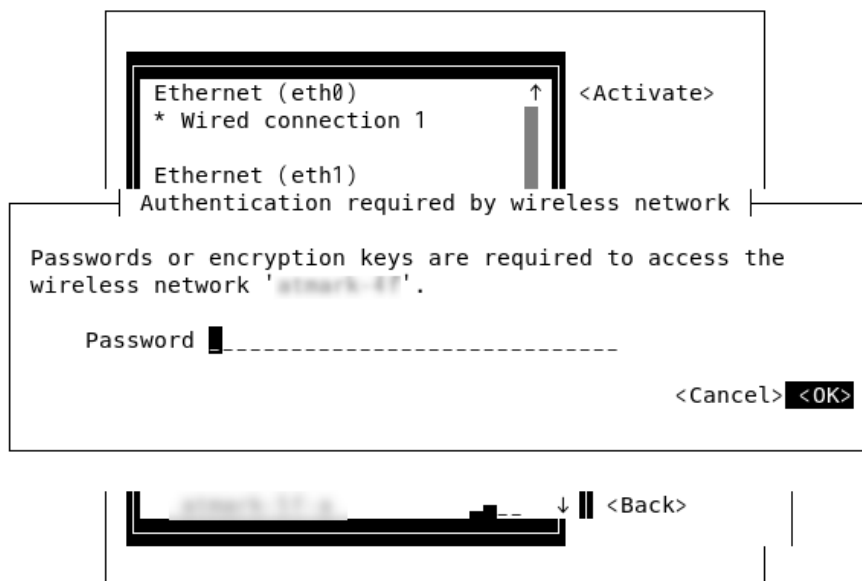 Ethernet (eth0) ↑ <Activate>
* Wired connection 1
Ethernet (eth1)
Authentication required by wireless network
Passwords or encryption keys are required to access the
wireless network ' '.
Password
<Cancel> <OK>
↓ <Back>